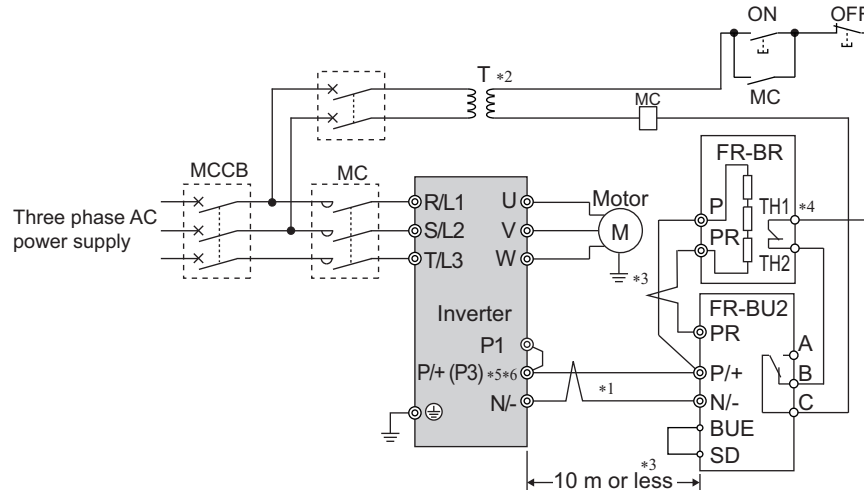 ON OFF
T *2
MC
MC
FR-BR
MCCB MC
P TH1 *4
Three phase AC
power supply
R/L1 U Motor
S/L2 V M
PR TH2
T/L3 W *3
FR-BU2
Inverter
PR
A
P1
P/+ (P3) *5*6 P/+ B
*1
N/- N/- C
BUE
SD
*3
10 m or less